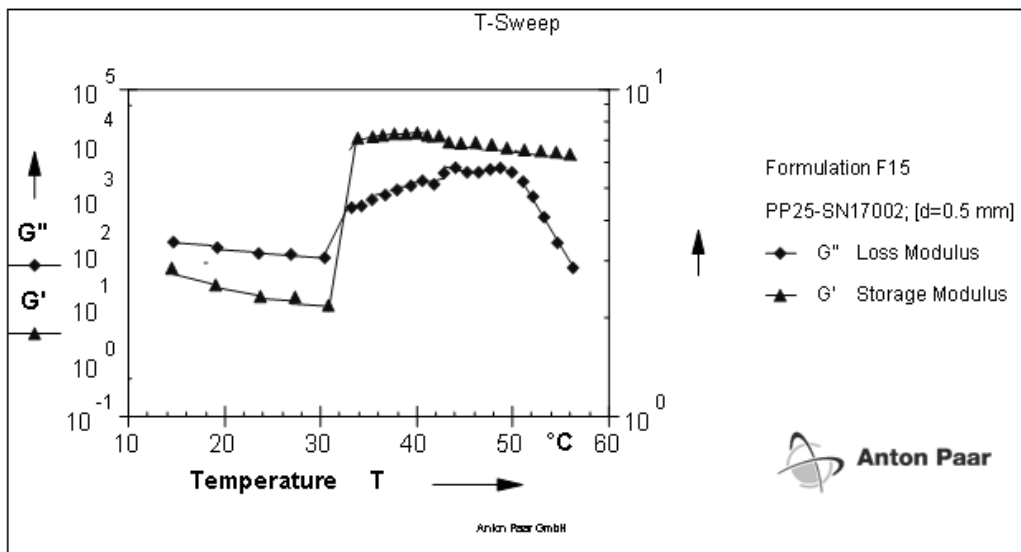 T-Sweep
10^5
10^4
10^3
10^2
10^1
10^0
10^-1
G"
G'
10^1
10^0
10 20 30 40 50 °C 60
Temperature T
Formulation F15
PP25-SN17002; [d=0.5 mm]
G" Loss Modulus
G' Storage Modulus
Anton Paar
Anton Paar GmbH